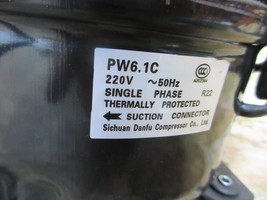 PW6.1C
220V ~50Hz
SINGLE PHASE R22
THERMALLY PROTECTED
SUCTION CONNECTOR
Sichuan Danfu Compressor Co., Ltd.